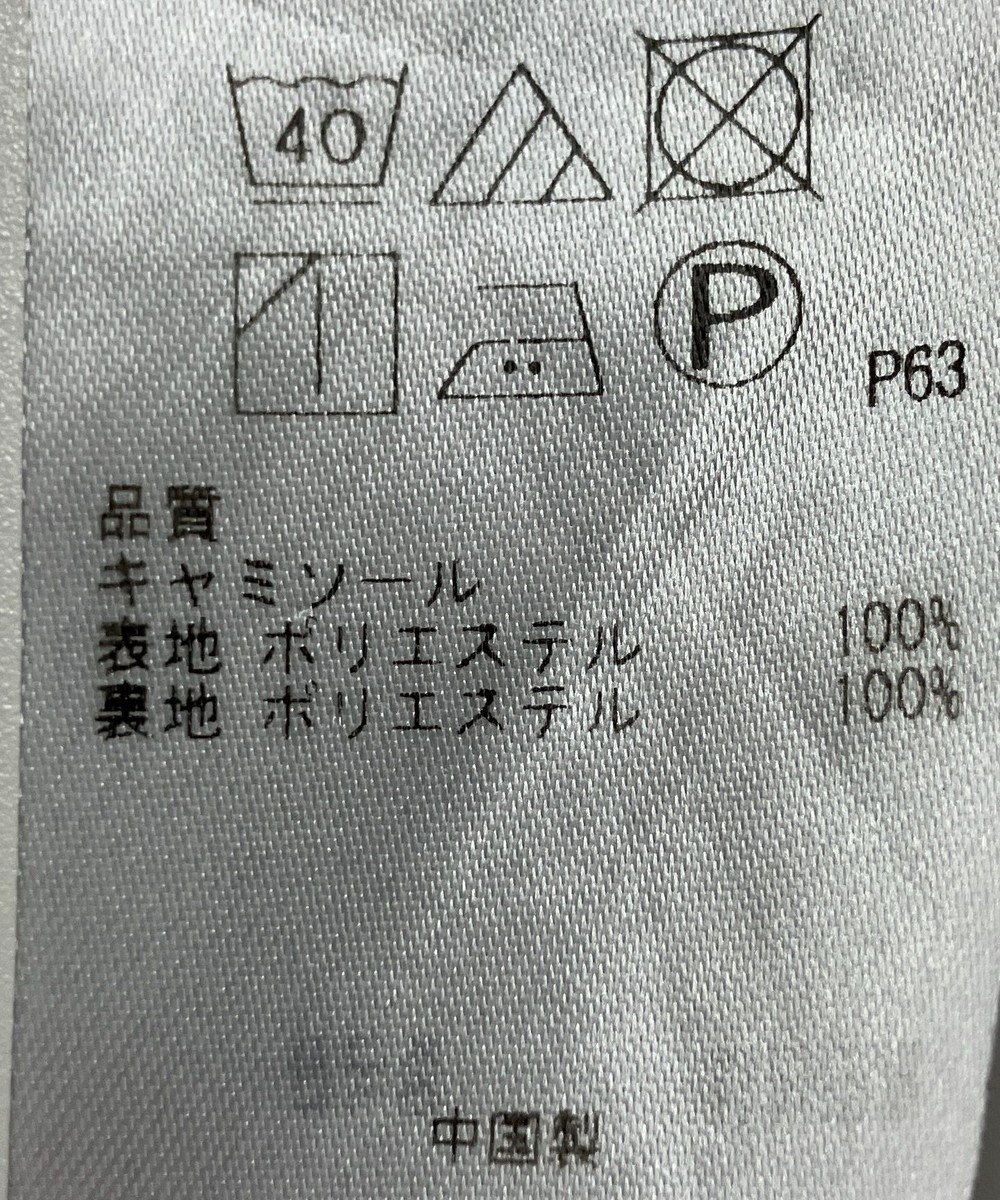 40
P
P63
品質
キャミソール
表地 ポリエステル 100%
裏地 ポリエステル 100%
中国製